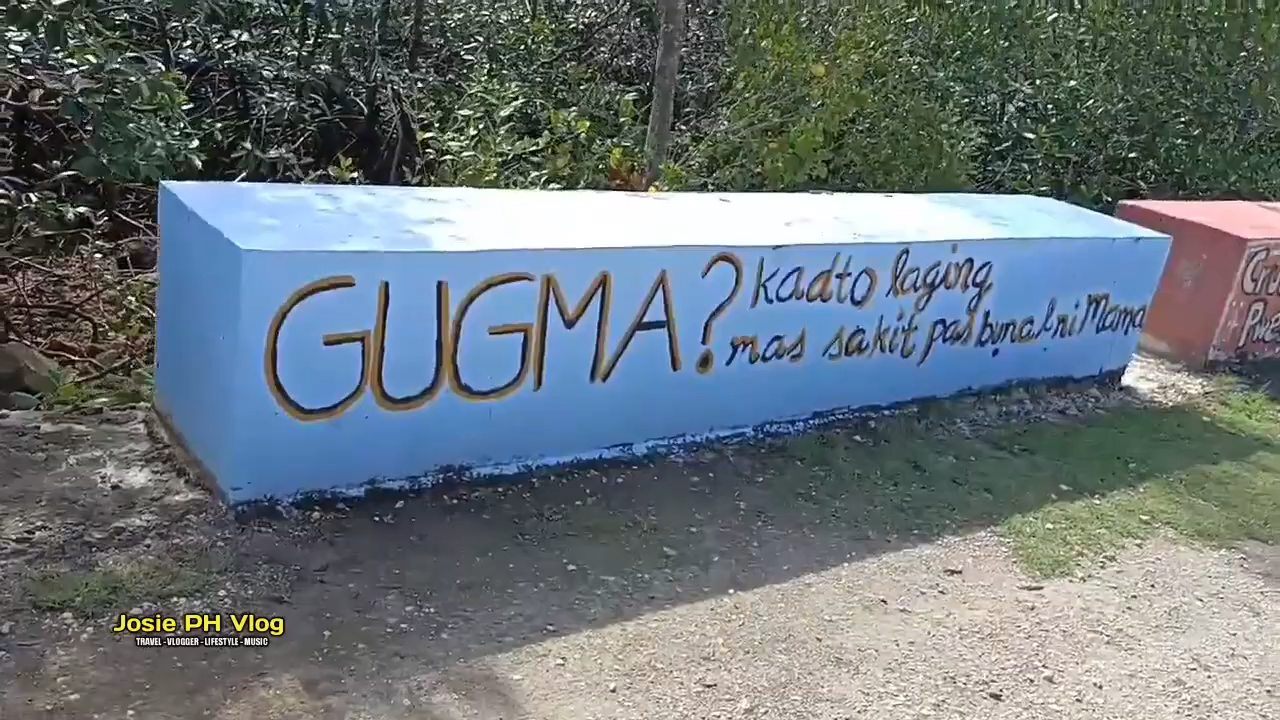 GUGMA?
Kadto laging
mas sakit pas bunal ni Mama
Josie PH Vlog
TRAVEL - VLOGGER - LIFESTYLE - MUSIC